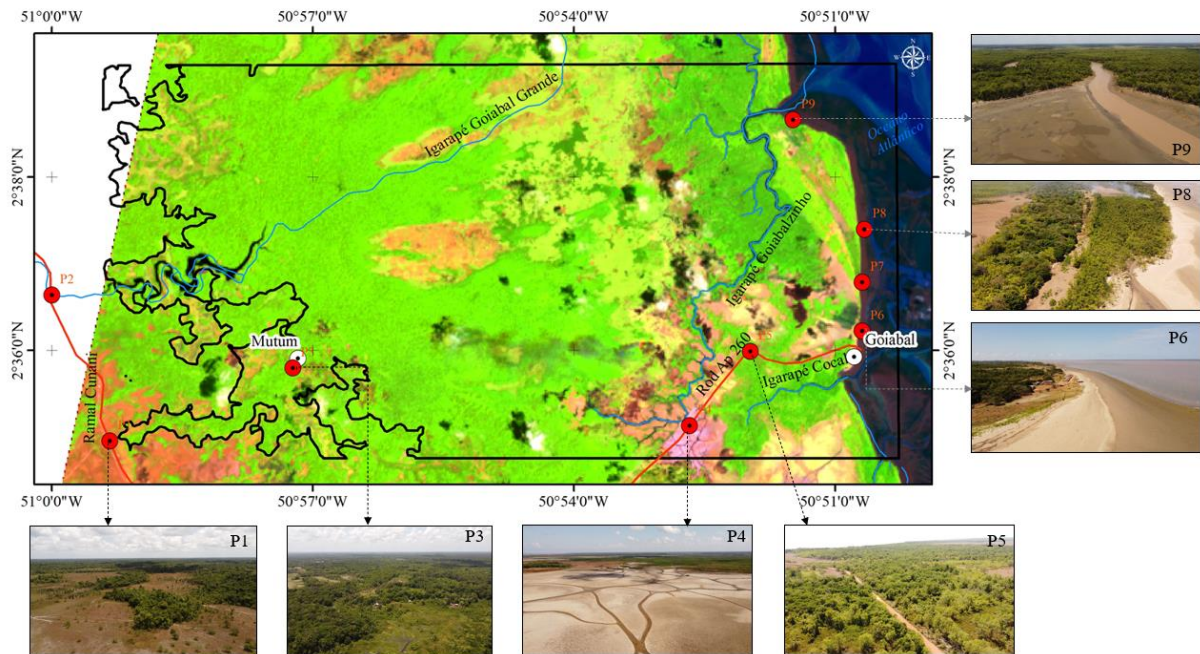 51°0'0"W 50°57'0"W 50°54'0"W 50°51'0"W
N
W E
S
P9
Igarapé Goiabal Grande
Oceano
Atlântico
P9
2°38'0"N 2°38'0"N
P8
P8
Igarapé Goiabalzinho
P2
P7
P6
P6
Mutum
Goiabal
2°36'0"N 2°36'0"N
Rod Ap 260
Igarapé Cocal
Ramal Cunani
51°0'0"W 50°57'0"W 50°54'0"W 50°51'0"W
P1 P3 P4 P5